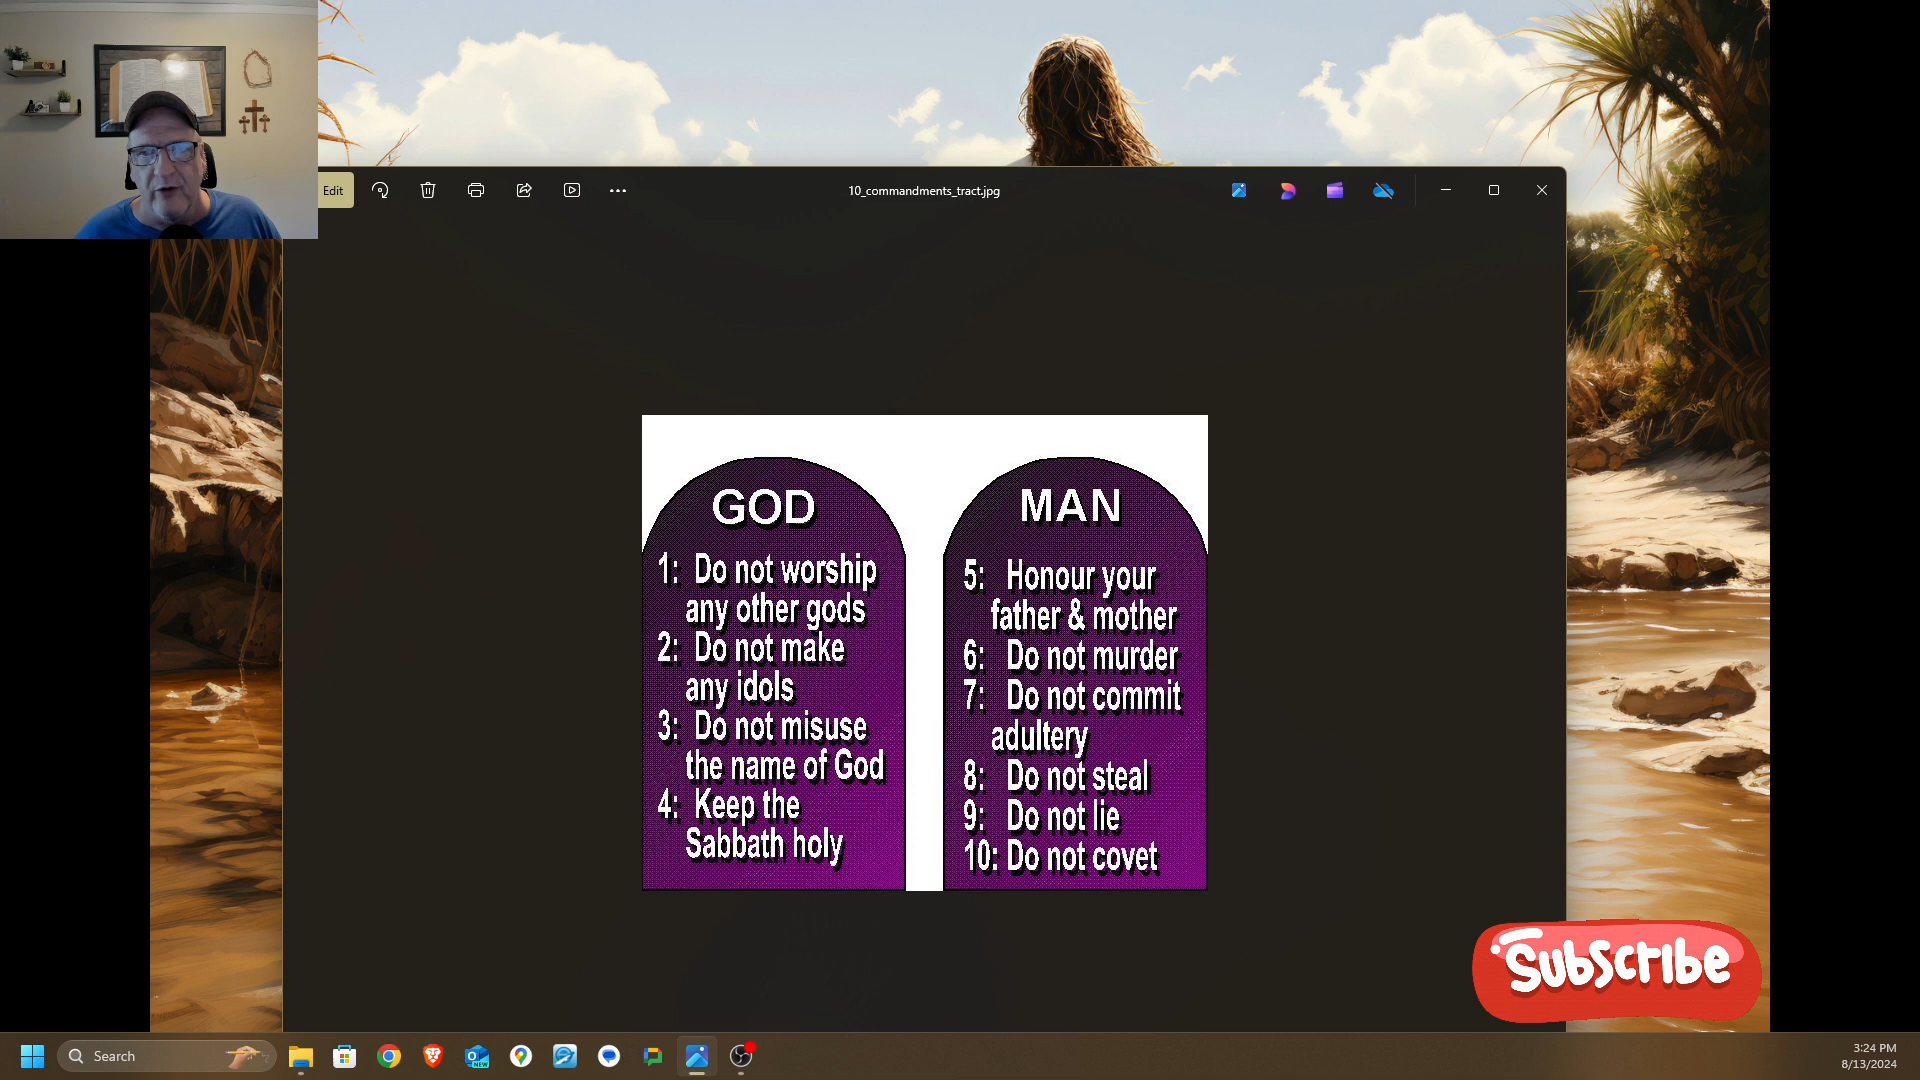 Edit
10_commandments_tract.jpg
GOD
1: Do not worship
any other gods
2: Do not make
any idols
3: Do not misuse
the name of God
4: Keep the
Sabbath holy
MAN
5: Honour your
father & mother
6: Do not murder
7: Do not commit
adultery
8: Do not steal
9: Do not lie
10: Do not covet
Subscribe
Search
NEW
3:24 PM
8/13/2024